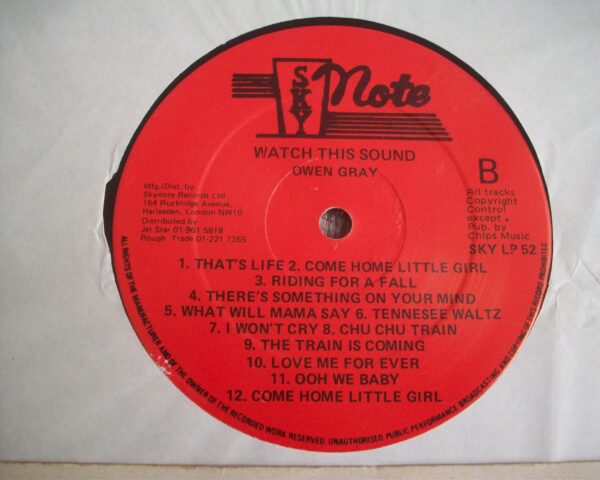 SKY Note
WATCH THIS SOUND
OWEN GRAY
B
Mfg./Dist. by
Skynote Records Ltd.,
154 Rucklidge Avenue,
Harlesden, London NW10
Distributed by
Jet Star 01-961 5818
Rough Trade 01-221 7355
All tracks
Copyright
Control
except *
Pub. by
Chips Music
SKY LP 52
1. THAT'S LIFE 2. COME HOME LITTLE GIRL
3. RIDING FOR A FALL
4. THERE'S SOMETHING ON YOUR MIND
5. WHAT WILL MAMA SAY 6. TENNESEE WALTZ
7. I WON'T CRY 8. CHU CHU TRAIN
9. THE TRAIN IS COMING
10. LOVE ME FOR EVER
11. OOH WE BABY
12. COME HOME LITTLE GIRL
ALL RIGHTS OF THE MANUFACTURER AND OF THE OWNER OF THE RECORDED WORK RESERVED UNAUTHORISED PUBLIC PERFORMANCE BROADCASTING AND COPYING OF THIS RECORD PROHIBITED